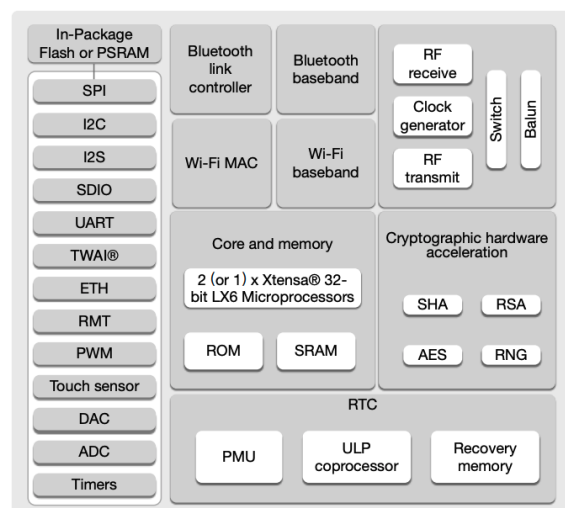 In-Package
Flash or PSRAM
SPI
I2C
I2S
SDIO
UART
TWAI®
ETH
RMT
PWM
Touch sensor
DAC
ADC
Timers
Bluetooth
link
controller
Bluetooth
baseband
Wi-Fi MAC
Wi-Fi
baseband
RF
receive
Clock
generator
RF
transmit
Switch
Balun
Core and memory
2 (or 1) x Xtensa® 32-
bit LX6 Microprocessors
ROM
SRAM
Cryptographic hardware
acceleration
SHA
RSA
AES
RNG
RTC
PMU
ULP
coprocessor
Recovery
memory